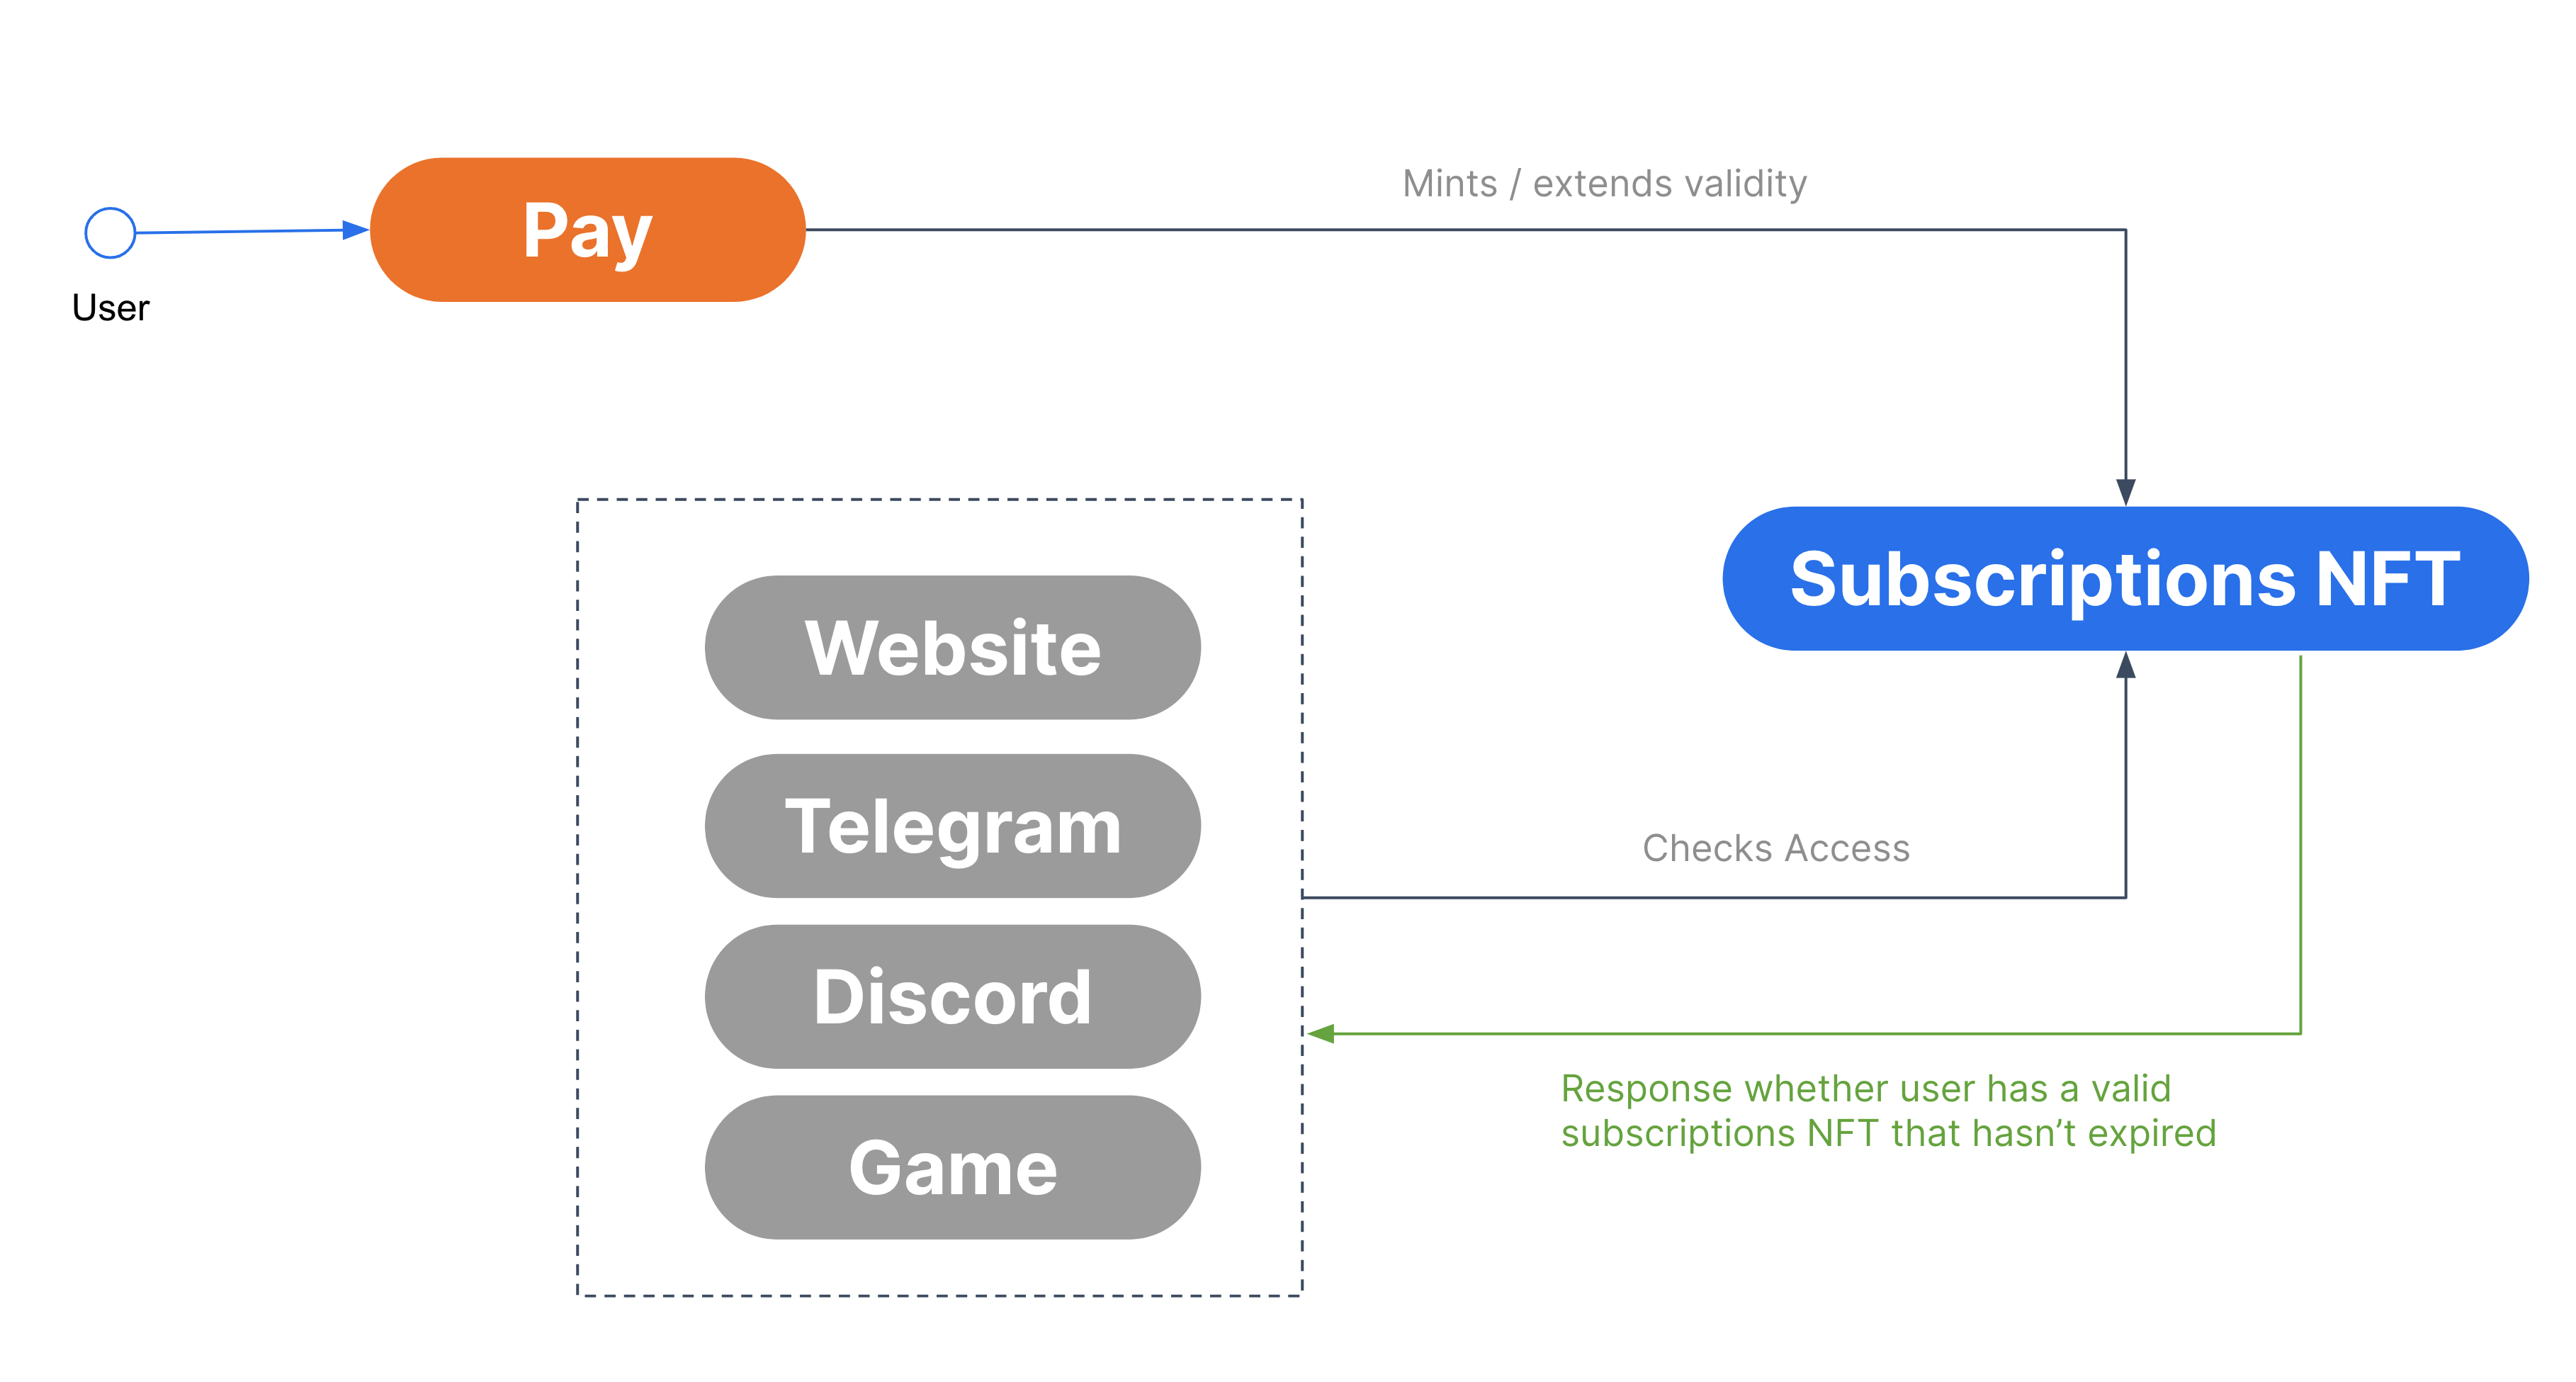 Mints / extends validity
Pay
User
Subscriptions NFT
Website
Telegram
Checks Access
Discord
Response whether user has a valid
subscriptions NFT that hasn’t expired
Game